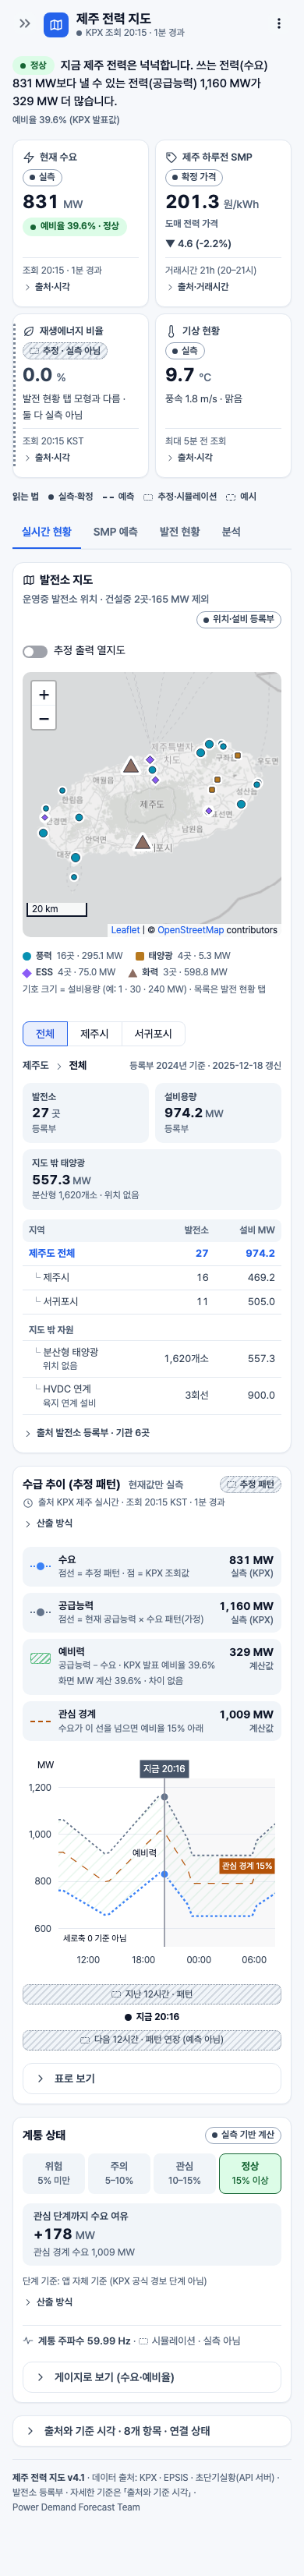 제주 전력 지도
KPX 조회 20:15 · 1분 경과
정상 지금 제주 전력은 넉넉합니다. 쓰는 전력(수요)
831 MW보다 낼 수 있는 전력(공급능력) 1,160 MW가
329 MW 더 많습니다.
예비율 39.6% (KPX 발표값)
현재 수요
실측
831 MW
예비율 39.6% · 정상
조회 20:15 · 1분 경과
출처·시각
제주 하루전 SMP
확정 가격
201.3 원/kWh
도매 전력 가격
▼ 4.6 (-2.2%)
거래시간 21h (20–21시)
출처·거래시간
재생에너지 비율
추정 · 실측 아님
0.0 %
발전 현황 탭 모형과 다름 ·
둘 다 실측 아님
조회 20:15 KST
출처·시각
기상 현황
실측
9.7 °C
풍속 1.8 m/s · 맑음
최대 5분 전 조회
출처·시각
읽는 법 실측·확정 예측 추정·시뮬레이션 예시
실시간 현황 SMP 예측 발전 현황 분석
발전소 지도
운영중 발전소 위치 · 건설중 2곳·165 MW 제외
위치·설비 등록부
추정 출력 열지도
+
−
제주특별자
치도
구좌읍
우도면
애월읍
한림읍
제주도
성산읍
한경면
표선면
안덕면
남원읍
대정
서귀포시
20 km
Leaflet | © OpenStreetMap contributors
풍력 16곳 · 295.1 MW 태양광 4곳 · 5.3 MW
ESS 4곳 · 75.0 MW 화력 3곳 · 598.8 MW
기호 크기 = 설비용량 (예: 1 · 30 · 240 MW) · 목록은 발전 현황 탭
전체 제주시 서귀포시
제주도 > 전체 등록부 2024년 기준 · 2025-12-18 갱신
발전소
27 곳
등록부
설비용량
974.2 MW
등록부
지도 밖 태양광
557.3 MW
분산형 1,620개소 · 위치 없음
지역 발전소 설비 MW
제주도 전체 27 974.2
└ 제주시 16 469.2
└ 서귀포시 11 505.0
지도 밖 자원
└ 분산형 태양광 1,620개소 557.3
위치 없음
└ HVDC 연계 3회선 900.0
육지 연계 설비
출처 발전소 등록부 · 기관 6곳
수급 추이 (추정 패턴) 현재값만 실측 추정 패턴
출처 KPX 제주 실시간 · 조회 20:15 KST · 1분 경과
산출 방식
수요 831 MW
점선 = 추정 패턴 · 점 = KPX 조회값 실측 (KPX)
공급능력 1,160 MW
점선 = 현재 공급능력 × 수요 패턴(가정) 실측 (KPX)
예비력 329 MW
공급능력 − 수요 · KPX 발표 예비율 39.6% 계산값
화면 MW 계산 39.6% · 차이 없음
관심 경계 1,009 MW
수요가 이 선을 넘으면 예비율 15% 아래 계산값
MW
지금 20:16
1,200
1,000
예비력
관심 경계 15%
800
600
세로축 0 기준 아님
12:00 18:00 00:00 06:00
지난 12시간 · 패턴
지금 20:16
다음 12시간 · 패턴 연장 (예측 아님)
표로 보기
계통 상태 실측 기반 계산
위험 주의 관심 정상
5% 미만 5–10% 10–15% 15% 이상
관심 단계까지 수요 여유
+178 MW
관심 경계 수요 1,009 MW
단계 기준: 앱 자체 기준 (KPX 공식 경보 단계 아님)
산출 방식
계통 주파수 59.99 Hz · 시뮬레이션 · 실측 아님
게이지로 보기 (수요·예비율)
출처와 기준 시각 · 8개 항목 · 연결 상태
제주 전력 지도 v4.1 · 데이터 출처: KPX · EPSIS · 초단기실황(API 서버) ·
발전소 등록부 · 자세한 기준은 「출처와 기준 시각」 ·
Power Demand Forecast Team